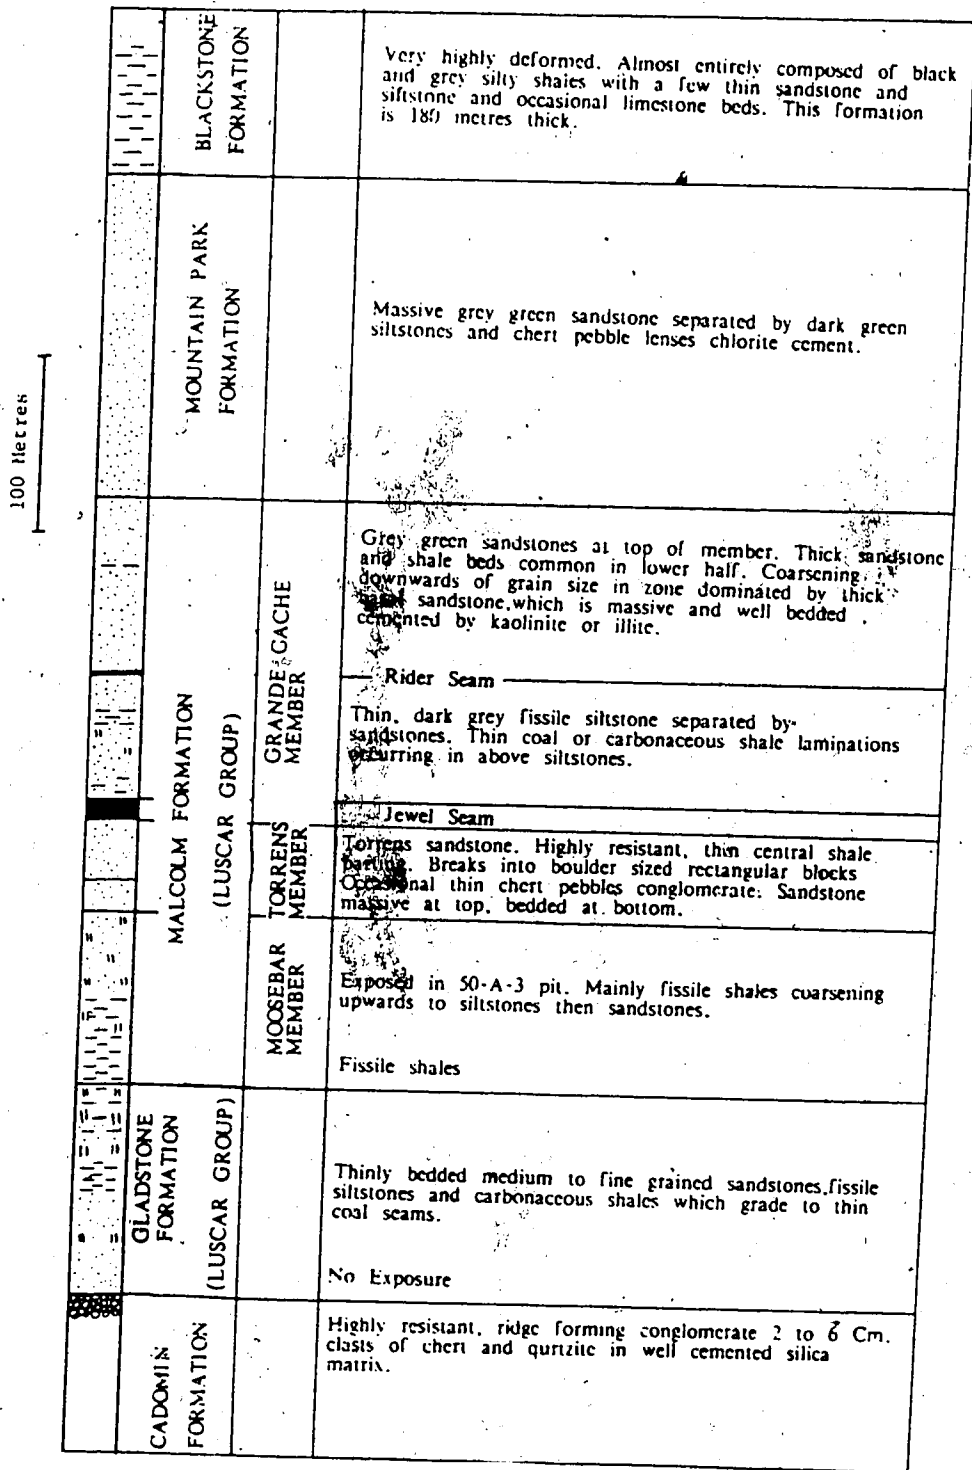 BLACKSTONE
FORMATION
Very highly deformed. Almost entirely composed of black
and grey silty shales with a few thin sandstone and
siltstone and occasional limestone beds. This formation
is 180 metres thick.
MOUNTAIN PARK
FORMATION
Massive grey green sandstone separated by dark green
siltstones and chert pebble lenses chlorite cement.
100 Metres
MALCOLM FORMATION
(LUSCAR GROUP)
GRANDE CACHE
MEMBER
Grey green sandstones at top of member. Thick sandstone
and shale beds common in lower half. Coarsening
downwards of grain size in zone dominated by thick
sandstone.which is massive and well bedded
cemented by kaolinite or illite.
Rider Seam
Thin, dark grey fissile siltstone separated by
sandstones. Thin coal or carbonaceous shale laminations
occurring in above siltstones.
Jewel Seam
TORRENS
MEMBER
Torrens sandstone. Highly resistant, thin central shale
parting. Breaks into boulder sized rectangular blocks
Occasional thin chert pebbles conglomerate. Sandstone
massive at top, bedded at bottom.
MOOSEBAR
MEMBER
Exposed in 50-A-3 pit. Mainly fissile shales coarsening
upwards to siltstones then sandstones.
Fissile shales
GLADSTONE
FORMATION
(LUSCAR GROUP)
Thinly bedded medium to fine grained sandstones,fissile
siltstones and carbonaceous shales which grade to thin
coal seams.
No Exposure
CADOMIN
FORMATION
Highly resistant, ridge forming conglomerate 2 to 6 Cm.
clasts of chert and qurtzite in well cemented silica
matrix.